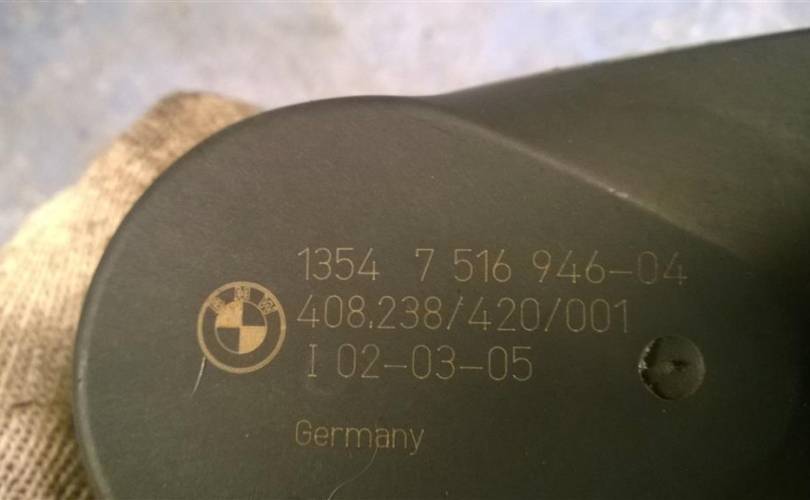 1354 7 516 946-04
408.238/420/001
I 02-03-05
Germany